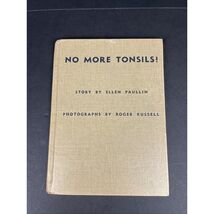 NO MORE TONSILS!
STORY BY ELLEN PAULLIN
PHOTOGRAPHS BY ROGER RUSSELL